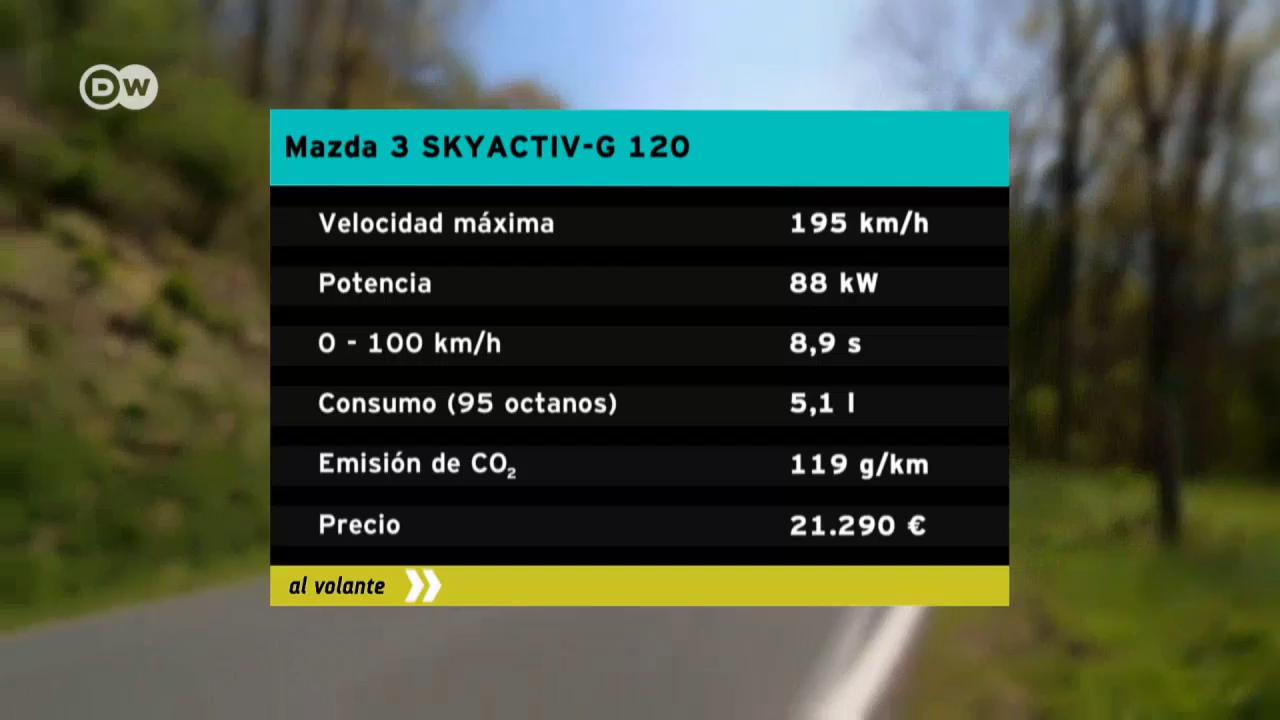 DW
Mazda 3 SKYACTIV-G 120
Velocidad máxima 195 km/h
Potencia 88 kW
0 - 100 km/h 8,9 s
Consumo (95 octanos) 5,1 l
Emisión de CO₂ 119 g/km
Precio 21.290 €
al volante